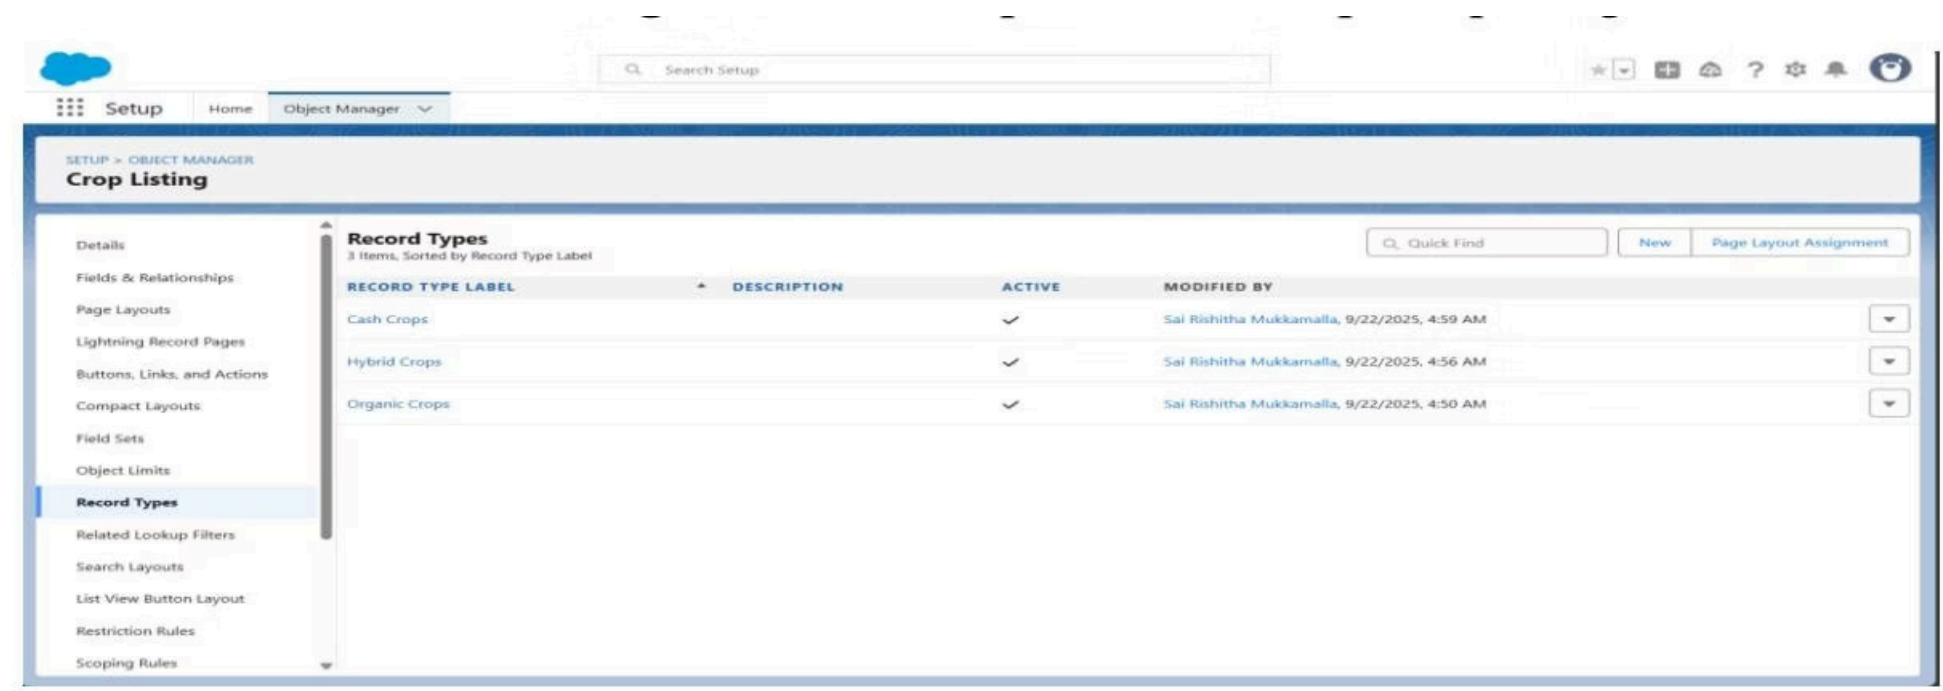 Search Setup
Setup Home Object Manager
SETUP > OBJECT MANAGER
Crop Listing
Details
Fields & Relationships
Page Layouts
Lightning Record Pages
Buttons, Links, and Actions
Compact Layouts
Field Sets
Object Limits
Record Types
Related Lookup Filters
Search Layouts
List View Button Layout
Restriction Rules
Scoping Rules
Record Types
3 Items, Sorted by Record Type Label
Quick Find New Page Layout Assignment
RECORD TYPE LABEL DESCRIPTION ACTIVE MODIFIED BY
Cash Crops Sai Rishitha Mukkamalla, 9/22/2025, 4:59 AM
Hybrid Crops Sai Rishitha Mukkamalla, 9/22/2025, 4:56 AM
Organic Crops Sai Rishitha Mukkamalla, 9/22/2025, 4:50 AM